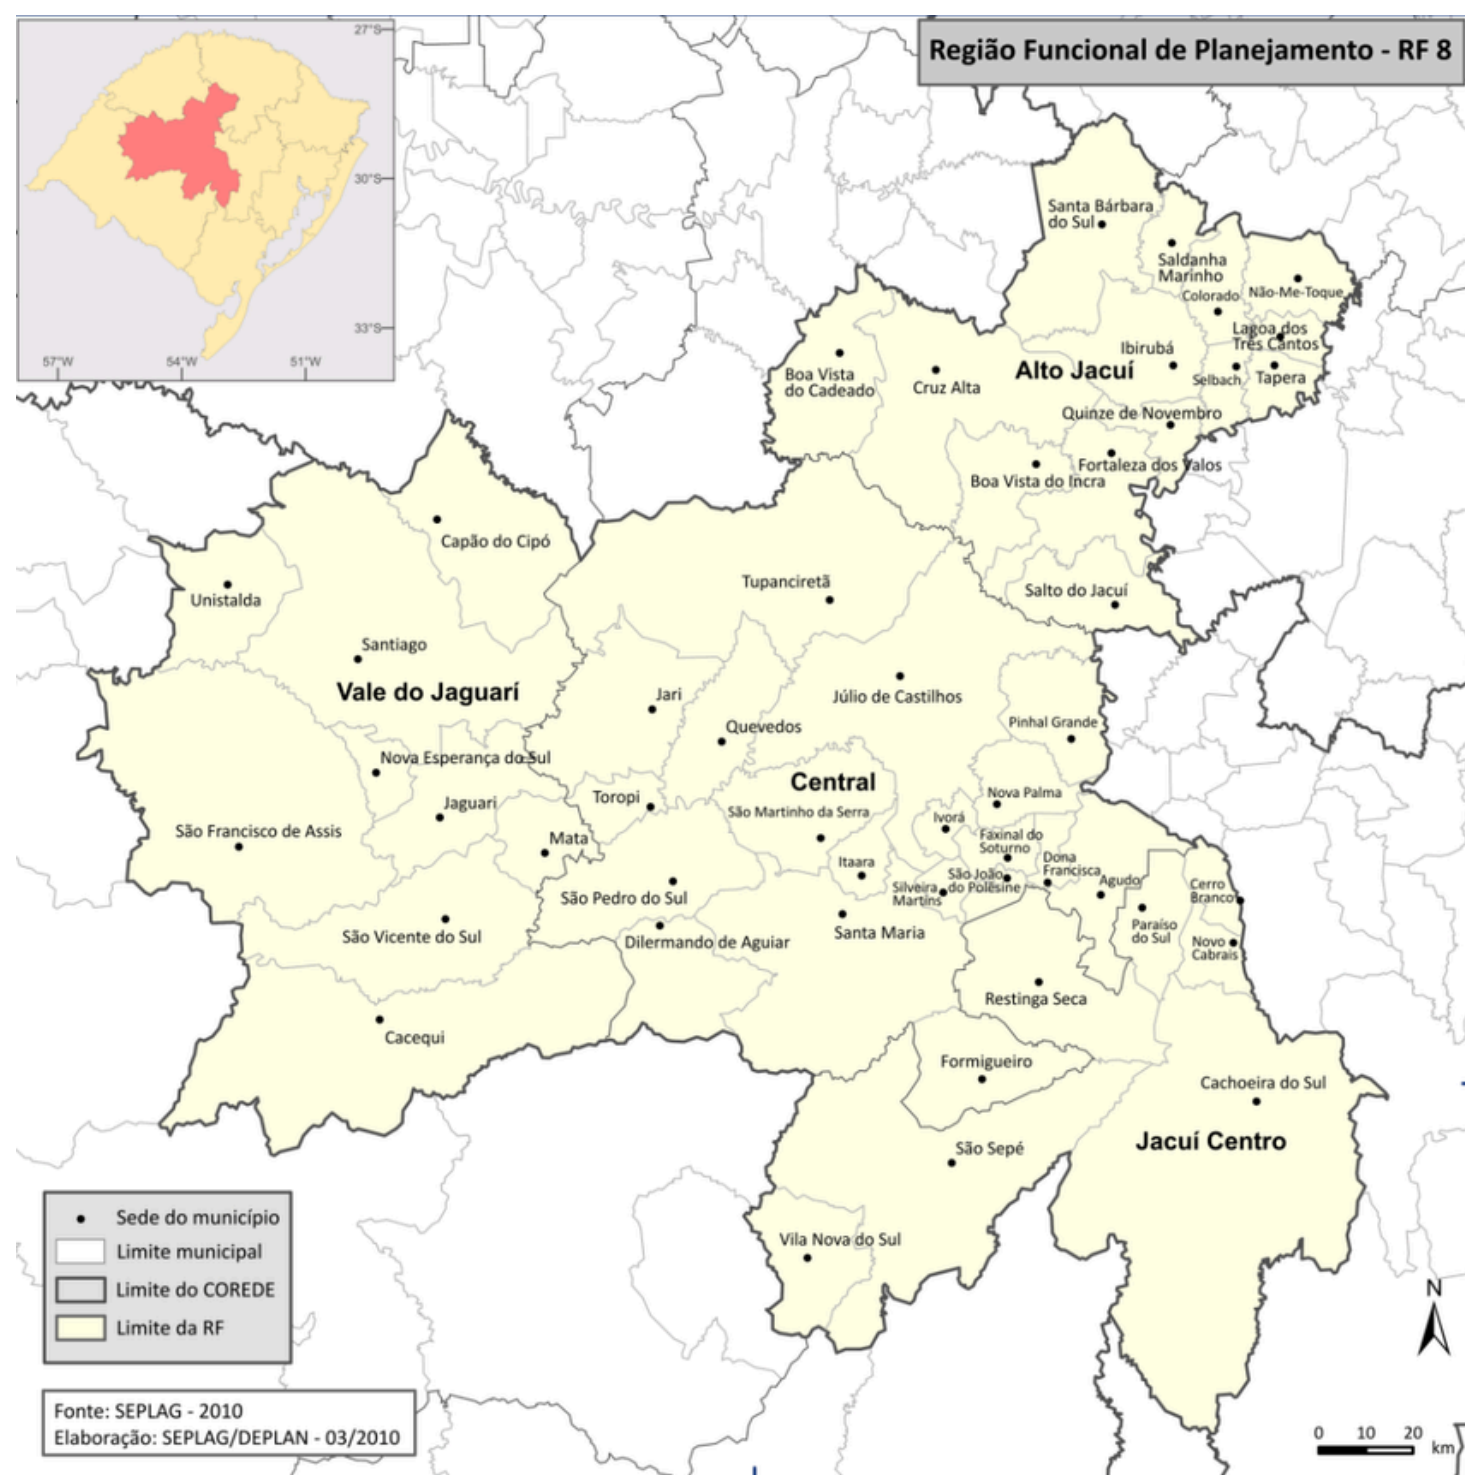 Região Funcional de Planejamento - RF 8
27°S
30°S
33°S
57°W
54°W
51°W
Santa Bárbara
do Sul
Saldanha
Marinho
Colorado
Não-Me-Toque
Lagoa dos
Três Cantos
Ibirubá
Alto Jacuí
Selbach
Tapera
Boa Vista
do Cadeado
Cruz Alta
Quinze de Novembro
Fortaleza dos Valos
Boa Vista do Incra
Capão do Cipó
Tupanciretã
Salto do Jacuí
Unistalda
Santiago
Vale do Jaguarí
Jari
Júlio de Castilhos
Quevedos
Pinhal Grande
Nova Esperança do Sul
Central
Toropi
Nova Palma
Jaguari
São Martinho da Serra
Ivorá
São Francisco de Assis
Mata
Faxinal do
Soturno
Itaara
Dona
Francisca
São João
do Polêsine
Silveira
Martins
Agudo
Cerro
Branco
São Pedro do Sul
Paraíso
do Sul
São Vicente do Sul
Dilermando de Aguiar
Santa Maria
Novo
Cabrais
Restinga Seca
Cacequi
Formigueiro
Cachoeira do Sul
São Sepé
Jacuí Centro
Vila Nova do Sul
Sede do município
Limite municipal
Limite do COREDE
Limite da RF
N
Fonte: SEPLAG - 2010
Elaboração: SEPLAG/DEPLAN - 03/2010
0 10 20
km